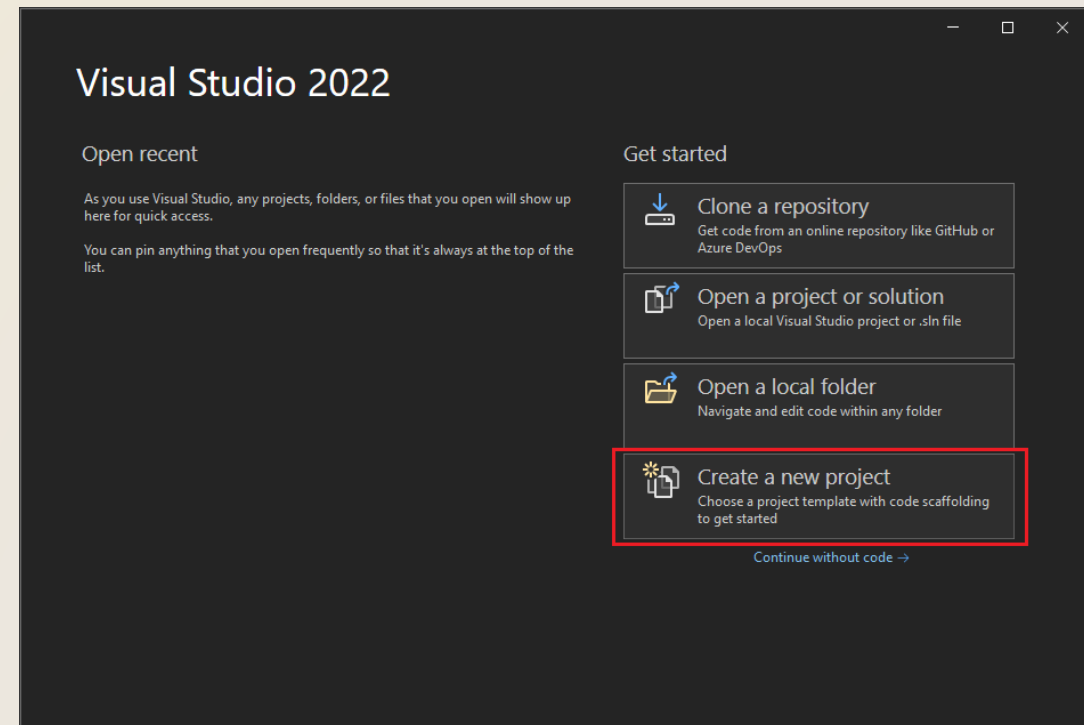 Visual Studio 2022
Open recent
As you use Visual Studio, any projects, folders, or files that you open will show up
here for quick access.
You can pin anything that you open frequently so that it's always at the top of the
list.
Get started
Clone a repository
Get code from an online repository like GitHub or
Azure DevOps
Open a project or solution
Open a local Visual Studio project or .sln file
Open a local folder
Navigate and edit code within any folder
Create a new project
Choose a project template with code scaffolding
to get started
Continue without code →